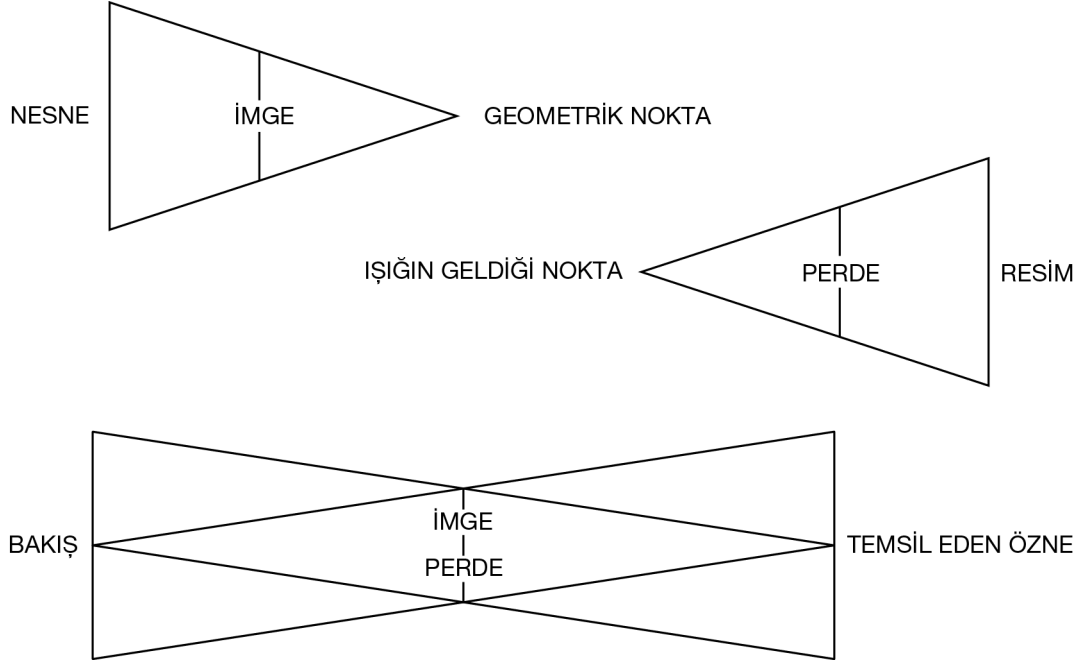 NESNE
İMGE
GEOMETRİK NOKTA
IŞIĞIN GELDİĞİ NOKTA
PERDE
RESİM
BAKIŞ
İMGE
PERDE
TEMSİL EDEN ÖZNE